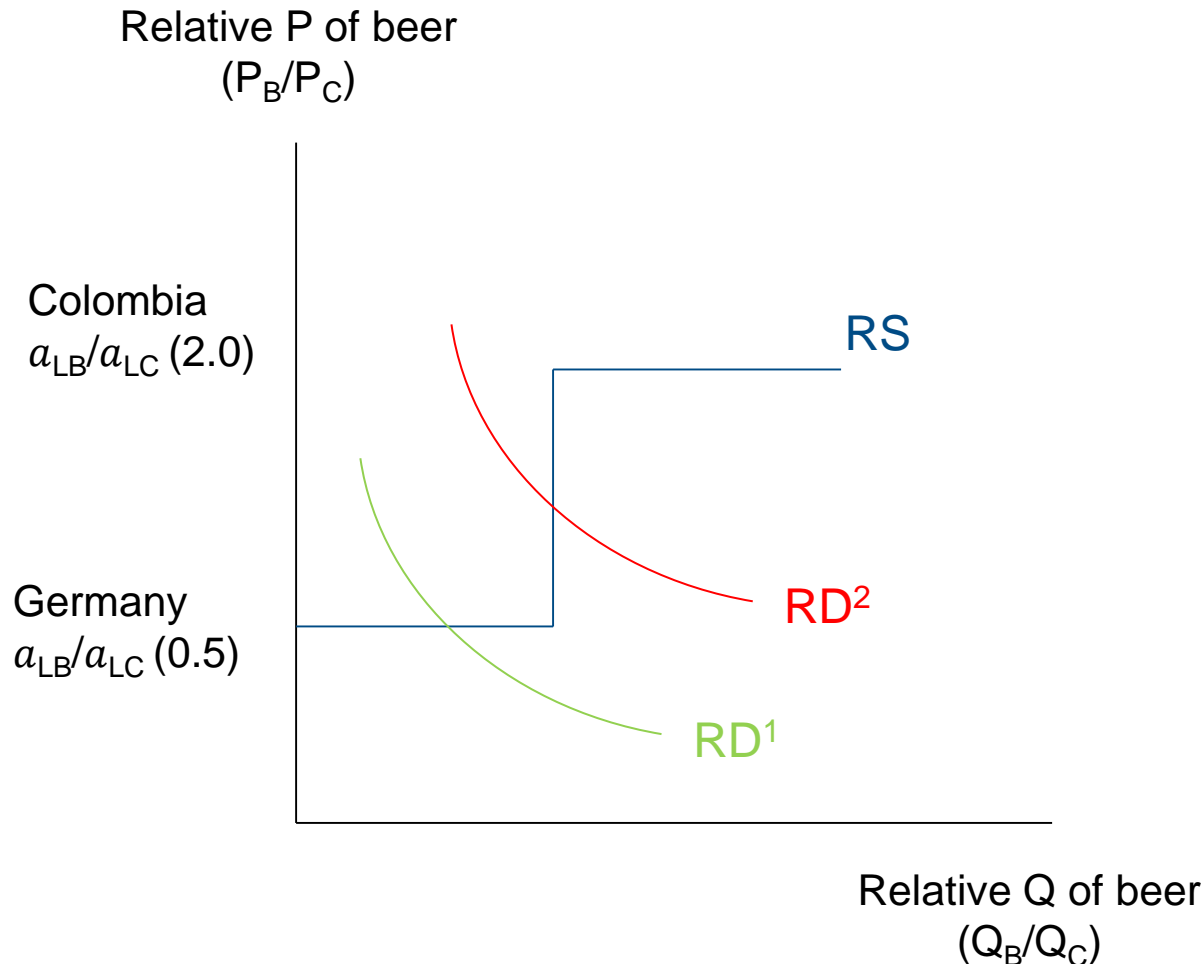 Relative P of beer
(P_B/P_C)
Colombia
a_LB/a_LC (2.0)
RS
Germany
a_LB/a_LC (0.5)
RD²
RD¹
Relative Q of beer
(Q_B/Q_C)